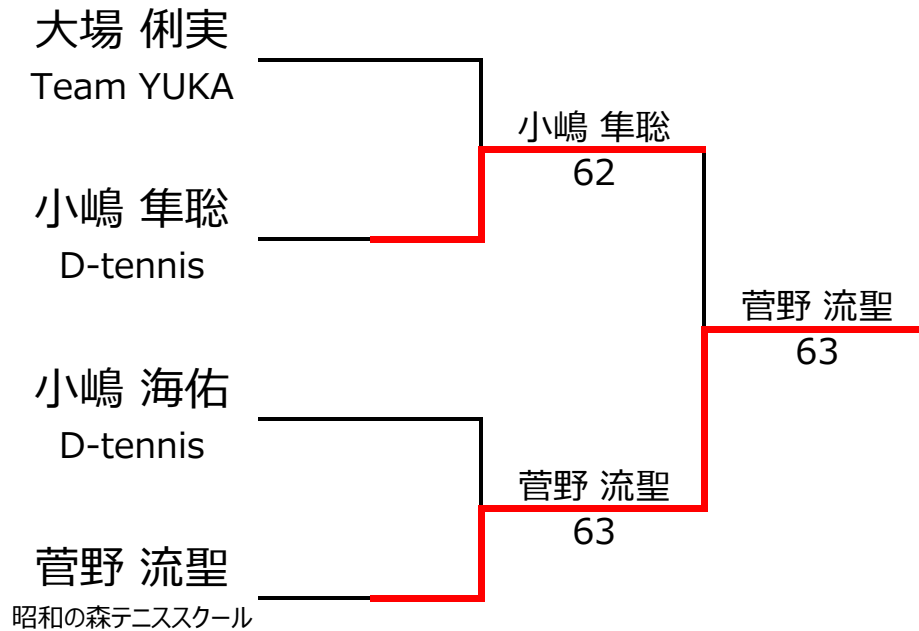 大場 俐実
Team YUKA
小嶋 隼聡
62
小嶋 隼聡
D-tennis
菅野 流聖
63
小嶋 海佑
D-tennis
菅野 流聖
63
菅野 流聖
昭和の森テニススクール